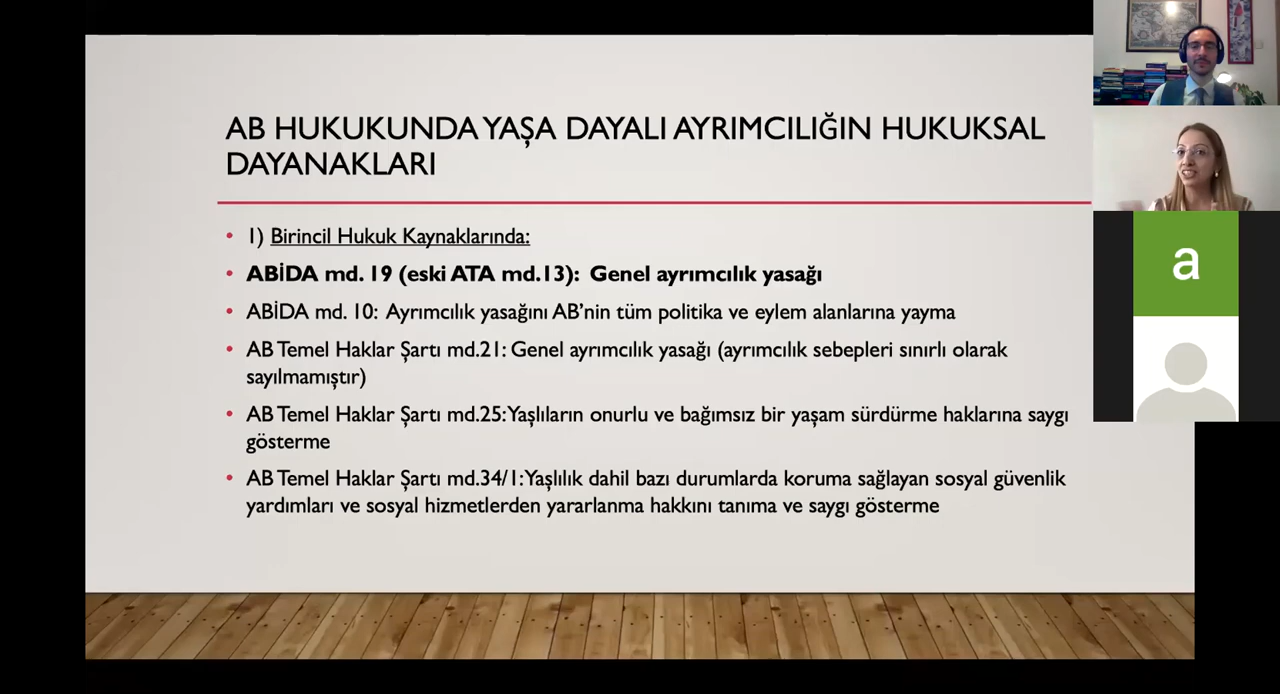 AB HUKUKUNDA YAŞA DAYALI AYRIMCILIĞIN HUKUKSAL
DAYANAKLARI
• 1) Birincil Hukuk Kaynaklarında:
• ABİDA md. 19 (eski ATA md.13): Genel ayrımcılık yasağı
• ABİDA md. 10: Ayrımcılık yasağını AB’nin tüm politika ve eylem alanlarına yayma
• AB Temel Haklar Şartı md.21: Genel ayrımcılık yasağı (ayrımcılık sebepleri sınırlı olarak
sayılmamıştır)
• AB Temel Haklar Şartı md.25: Yaşlıların onurlu ve bağımsız bir yaşam sürdürme haklarına saygı
gösterme
• AB Temel Haklar Şartı md.34/1: Yaşlılık dahil bazı durumlarda koruma sağlayan sosyal güvenlik
yardımları ve sosyal hizmetlerden yararlanma hakkını tanıma ve saygı gösterme
a